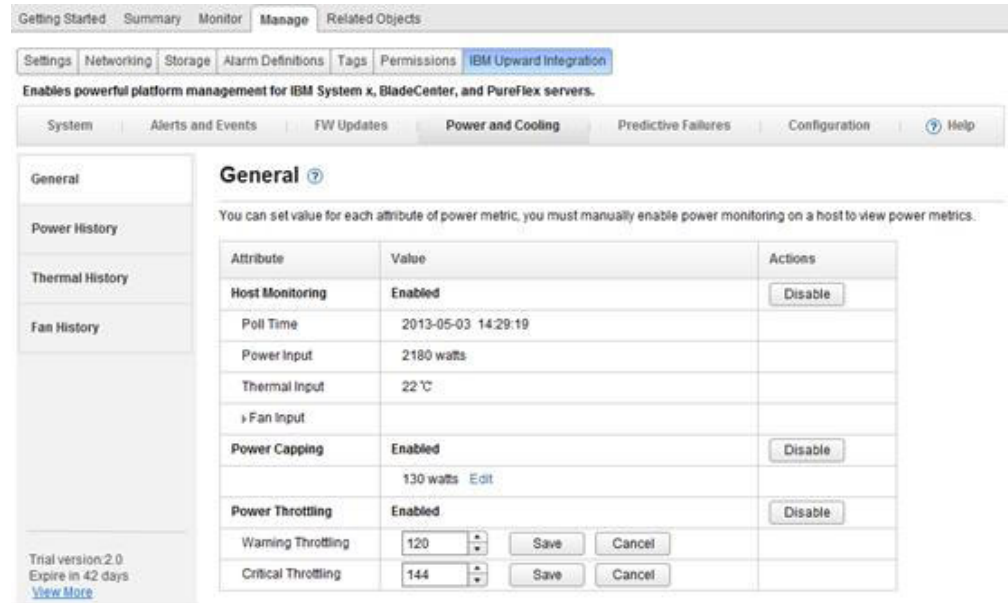 Getting Started Summary Monitor Manage Related Objects
Settings Networking Storage Alarm Definitions Tags Permissions IBM Upward Integration
Enables powerful platform management for IBM System x, BladeCenter, and PureFlex servers.
System Alerts and Events FW Updates Power and Cooling Predictive Failures Configuration ? Help
General
Power History
Thermal History
Fan History
Trial version:2.0
Expire in 42 days
View More
General ?
You can set value for each attribute of power metric, you must manually enable power monitoring on a host to view power metrics.
Attribute Value Actions
Host Monitoring Enabled Disable
Poll Time 2013-05-03 14:29:19
Power Input 2180 watts
Thermal Input 22 ℃
Fan Input
Power Capping Enabled Disable
130 watts Edit
Power Throttling Enabled Disable
Warning Throttling 120 Save Cancel
Critical Throttling 144 Save Cancel